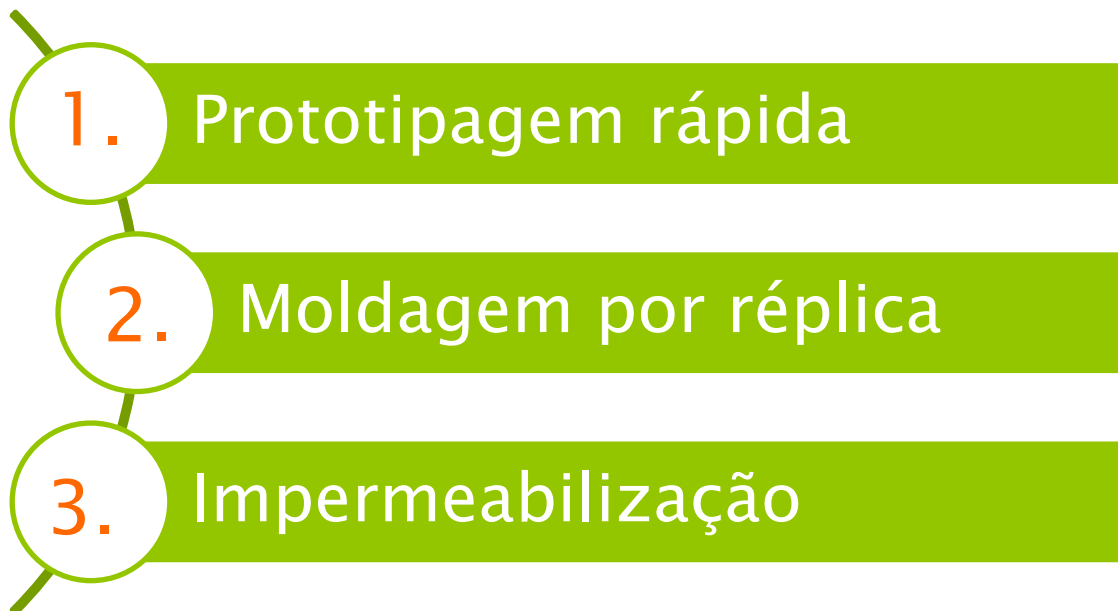 1. Prototipagem rápida
2. Moldagem por réplica
3. Impermeabilização